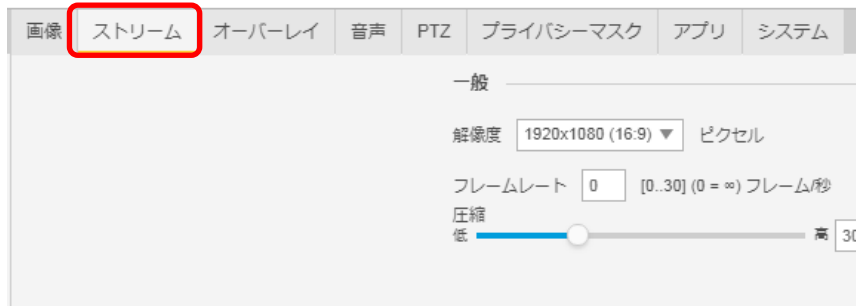 画像 ストリーム オーバーレイ 音声 PTZ プライバシーマスク アプリ システム
一般
解像度 1920x1080 (16:9) ピクセル
フレームレート 0 [0..30] (0 = ∞) フレーム/秒
圧縮
低 高 30